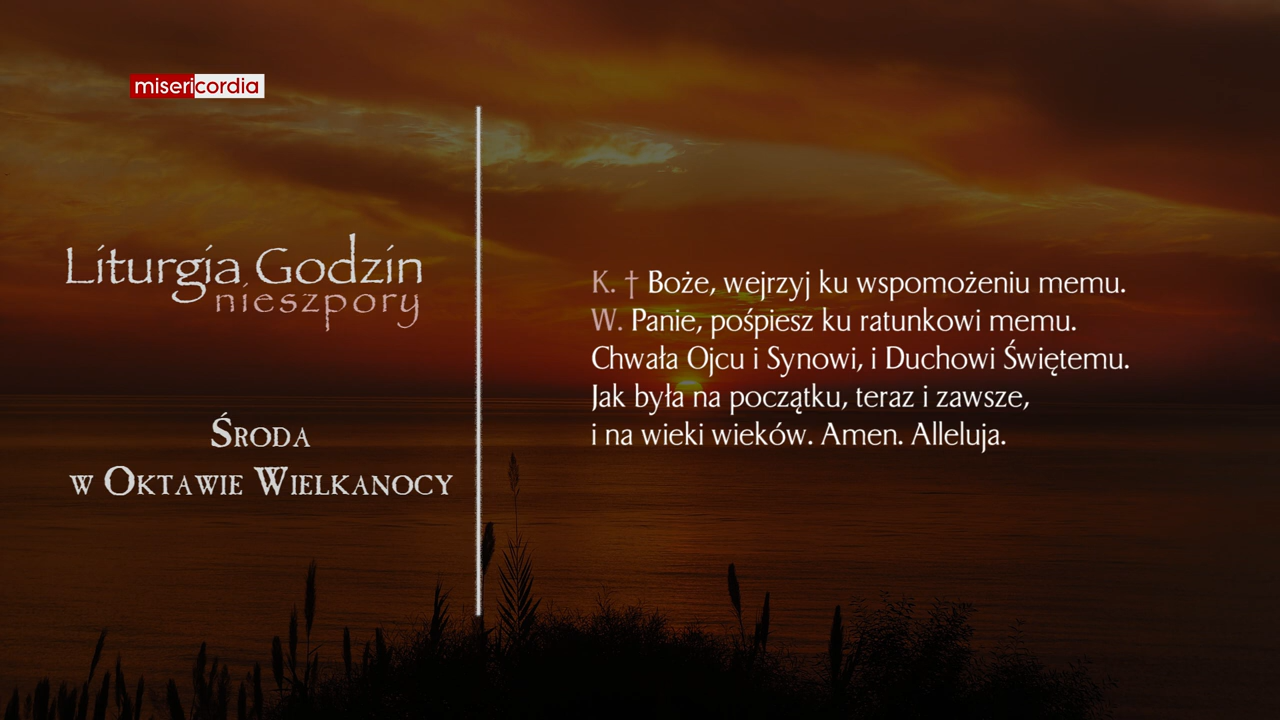 misericordia
Liturgia Godzin
nieszpory
Środa
w Oktawie Wielkanocy
K. † Boże, wejrzyj ku wspomożeniu memu.
W. Panie, pośpiesz ku ratunkowi memu.
Chwała Ojcu i Synowi, i Duchowi Świętemu.
Jak była na początku, teraz i zawsze,
i na wieki wieków. Amen. Alleluja.